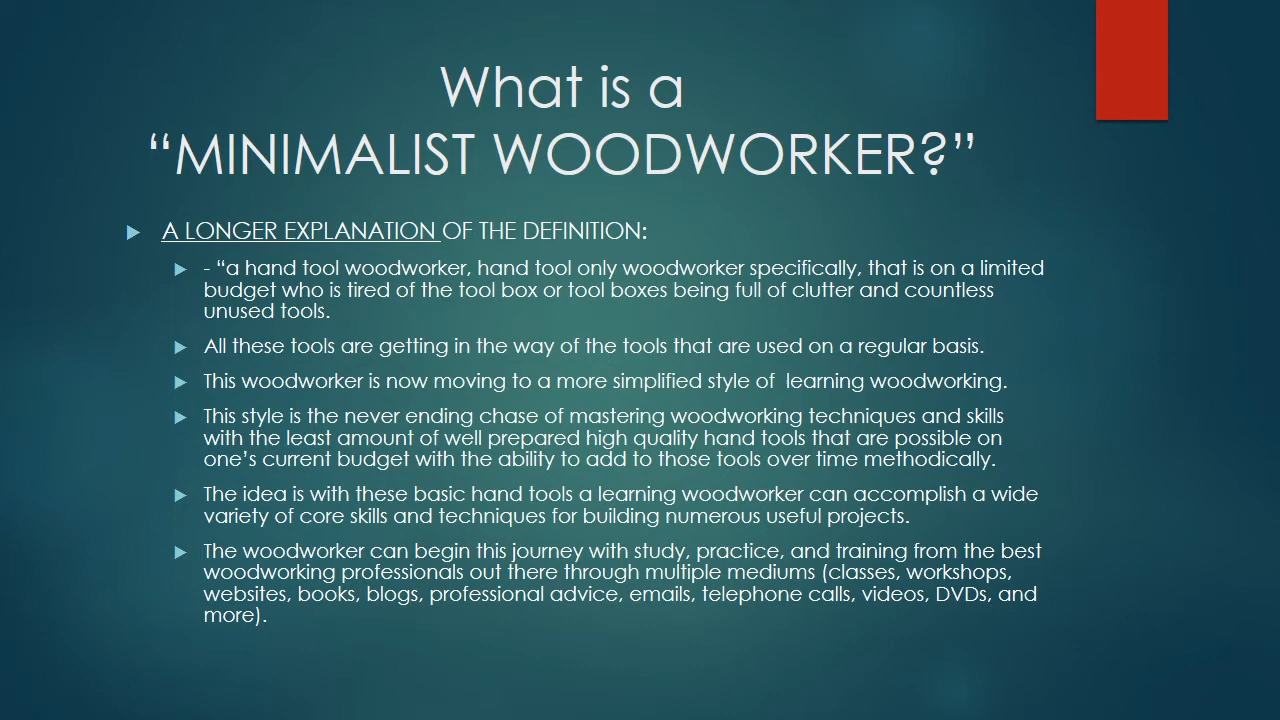 What is a
“MINIMALIST WOODWORKER?”
A LONGER EXPLANATION OF THE DEFINITION:
- “a hand tool woodworker, hand tool only woodworker specifically, that is on a limited
budget who is tired of the tool box or tool boxes being full of clutter and countless
unused tools.
All these tools are getting in the way of the tools that are used on a regular basis.
This woodworker is now moving to a more simplified style of  learning woodworking.
This style is the never ending chase of mastering woodworking techniques and skills
with the least amount of well prepared high quality hand tools that are possible on
one’s current budget with the ability to add to those tools over time methodically.
The idea is with these basic hand tools a learning woodworker can accomplish a wide
variety of core skills and techniques for building numerous useful projects.
The woodworker can begin this journey with study, practice, and training from the best
woodworking professionals out there through multiple mediums (classes, workshops,
websites, books, blogs, professional advice, emails, telephone calls, videos, DVDs, and
more).